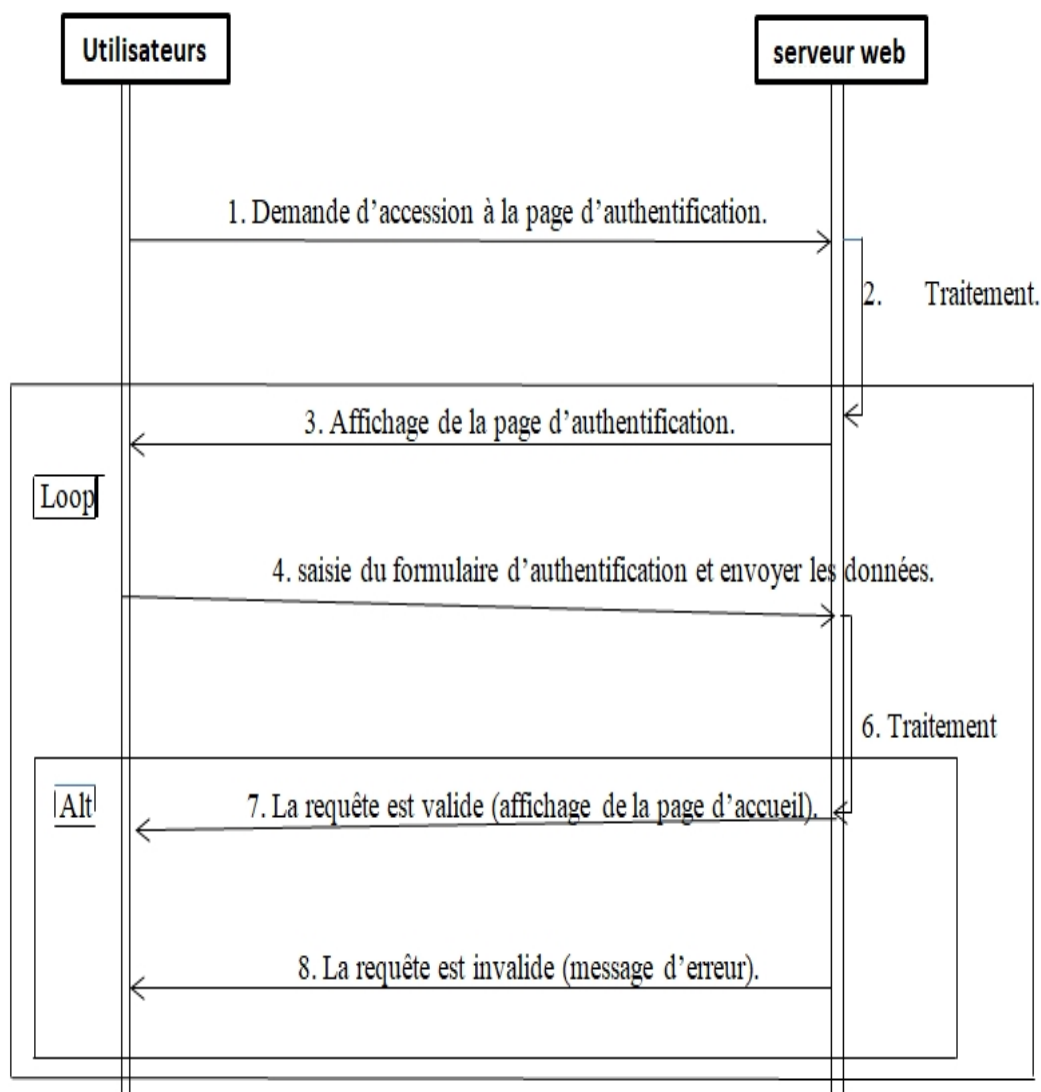 Utilisateurs
serveur web
1. Demande d’accession à la page d’authentification.
2. Traitement.
3. Affichage de la page d’authentification.
Loop
4. saisie du formulaire d’authentification et envoyer les données.
6. Traitement
Alt
7. La requête est valide (affichage de la page d’accueil).
8. La requête est invalide (message d’erreur).